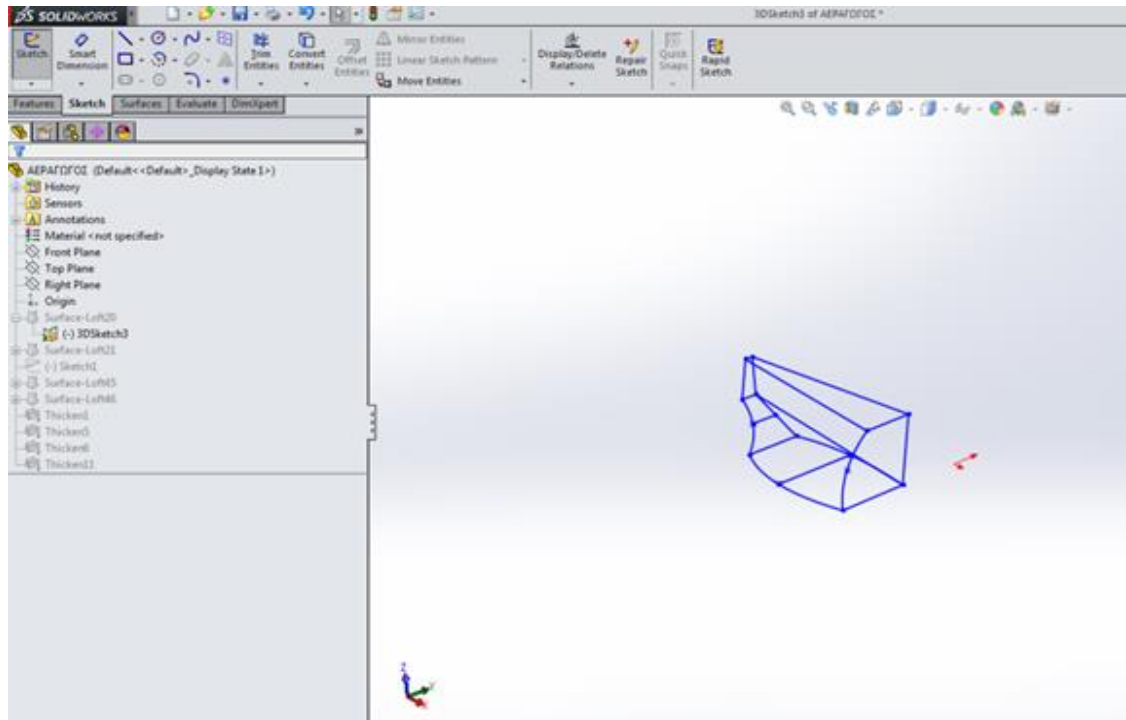 SOLIDWORKS
3DSketch3 of ΑΕΡΑΓΩΓΟΣ *
Sketch
Smart Dimension
Trim Entities
Convert Entities
Offset Entities
Mirror Entities
Linear Sketch Pattern
Move Entities
Display/Delete Relations
Repair Sketch
Quick Snaps
Rapid Sketch
Features Sketch Surfaces Evaluate DimXpert
ΑΕΡΑΓΩΓΟΣ (Default<<Default>_Display State 1>)
History
Sensors
Annotations
Material <not specified>
Front Plane
Top Plane
Right Plane
Origin
Surface-Loft20
(-) 3DSketch3
Surface-Loft21
(-) Sketch1
Surface-Loft45
Surface-Loft46
Thicken1
Thicken5
Thicken6
Thicken11
Z
Y
X